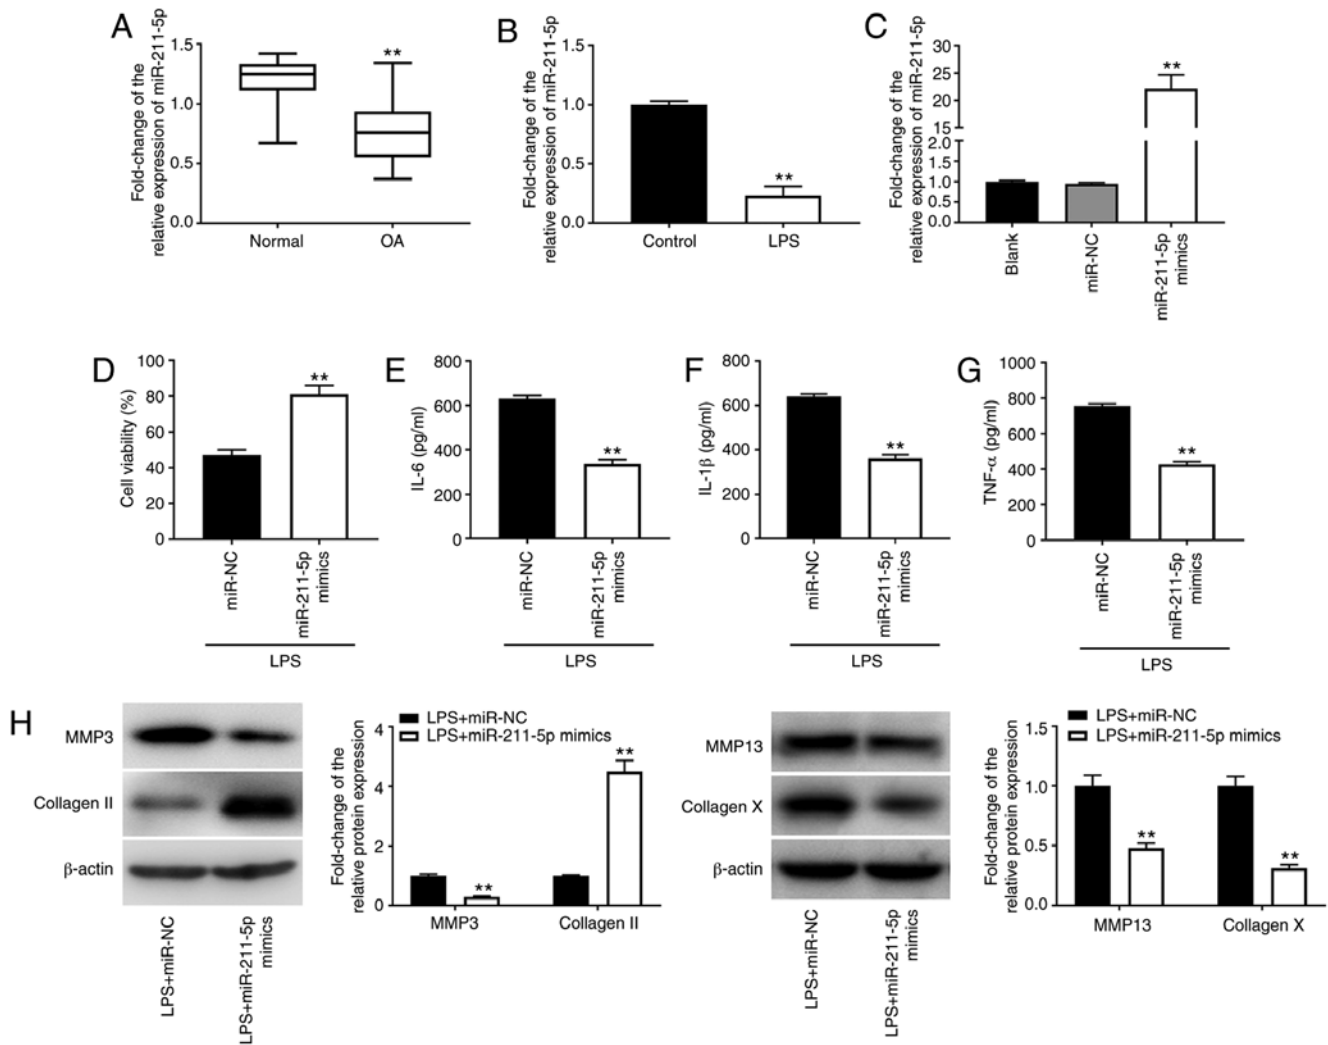 A
Fold-change of the
relative expression of miR-211-5p
1.5
1.0
0.5
0.0
**
Normal
OA
B
Fold-change of the
relative expression of miR-211-5p
1.5
1.0
0.5
0.0
**
Control
LPS
C
Fold-change of the
relative expression of miR-211-5p
30
25
20
15
2.0
1.5
1.0
0.5
0.0
**
Blank
miR-NC
miR-211-5p
mimics
D
Cell viability (%)
100
80
60
40
20
0
**
miR-NC
miR-211-5p
mimics
LPS
E
IL-6 (pg/ml)
800
600
400
200
0
**
miR-NC
miR-211-5p
mimics
LPS
F
IL-1β (pg/ml)
800
600
400
200
0
**
miR-NC
miR-211-5p
mimics
LPS
G
TNF-α (pg/ml)
1000
800
600
400
200
0
**
miR-NC
miR-211-5p
mimics
LPS
H
MMP3
Collagen II
β-actin
LPS+miR-NC
LPS+miR-211-5p
mimics
Fold-change of the
relative protein expression
4
4
2
0
LPS+miR-NC
LPS+miR-211-5p mimics
**
**
MMP3
Collagen II
MMP13
Collagen X
β-actin
LPS+miR-NC
LPS+miR-211-5p
mimics
Fold-change of the
relative protein expression
1.5
1.0
0.5
0.0
LPS+miR-NC
LPS+miR-211-5p mimics
**
**
MMP13
Collagen X